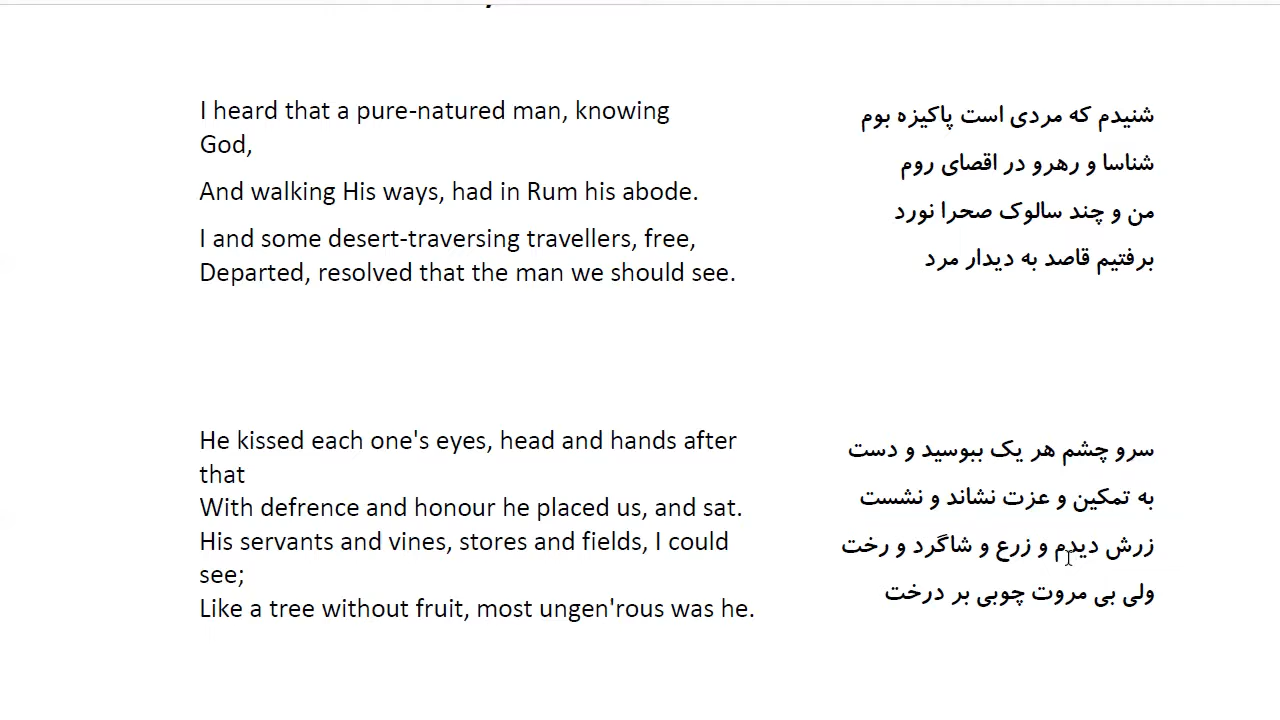 I heard that a pure-natured man, knowing
God,
And walking His ways, had in Rum his abode.
I and some desert-traversing travellers, free,
Departed, resolved that the man we should see.
شنیدم که مردی است پاکیزه بوم
شناسا و رهرو در اقصای روم
من و چند سالوک صحرا نورد
برفتیم قاصد به دیدار مرد
He kissed each one's eyes, head and hands after
that
With defrence and honour he placed us, and sat.
His servants and vines, stores and fields, I could
see;
Like a tree without fruit, most ungen'rous was he.
سرو چشم هر یک ببوسید و دست
به تمکین و عزت نشاند و نشست
زرش دیدم و زرع و شاگرد و رخت
ولی بی مروت چوبی بر درخت